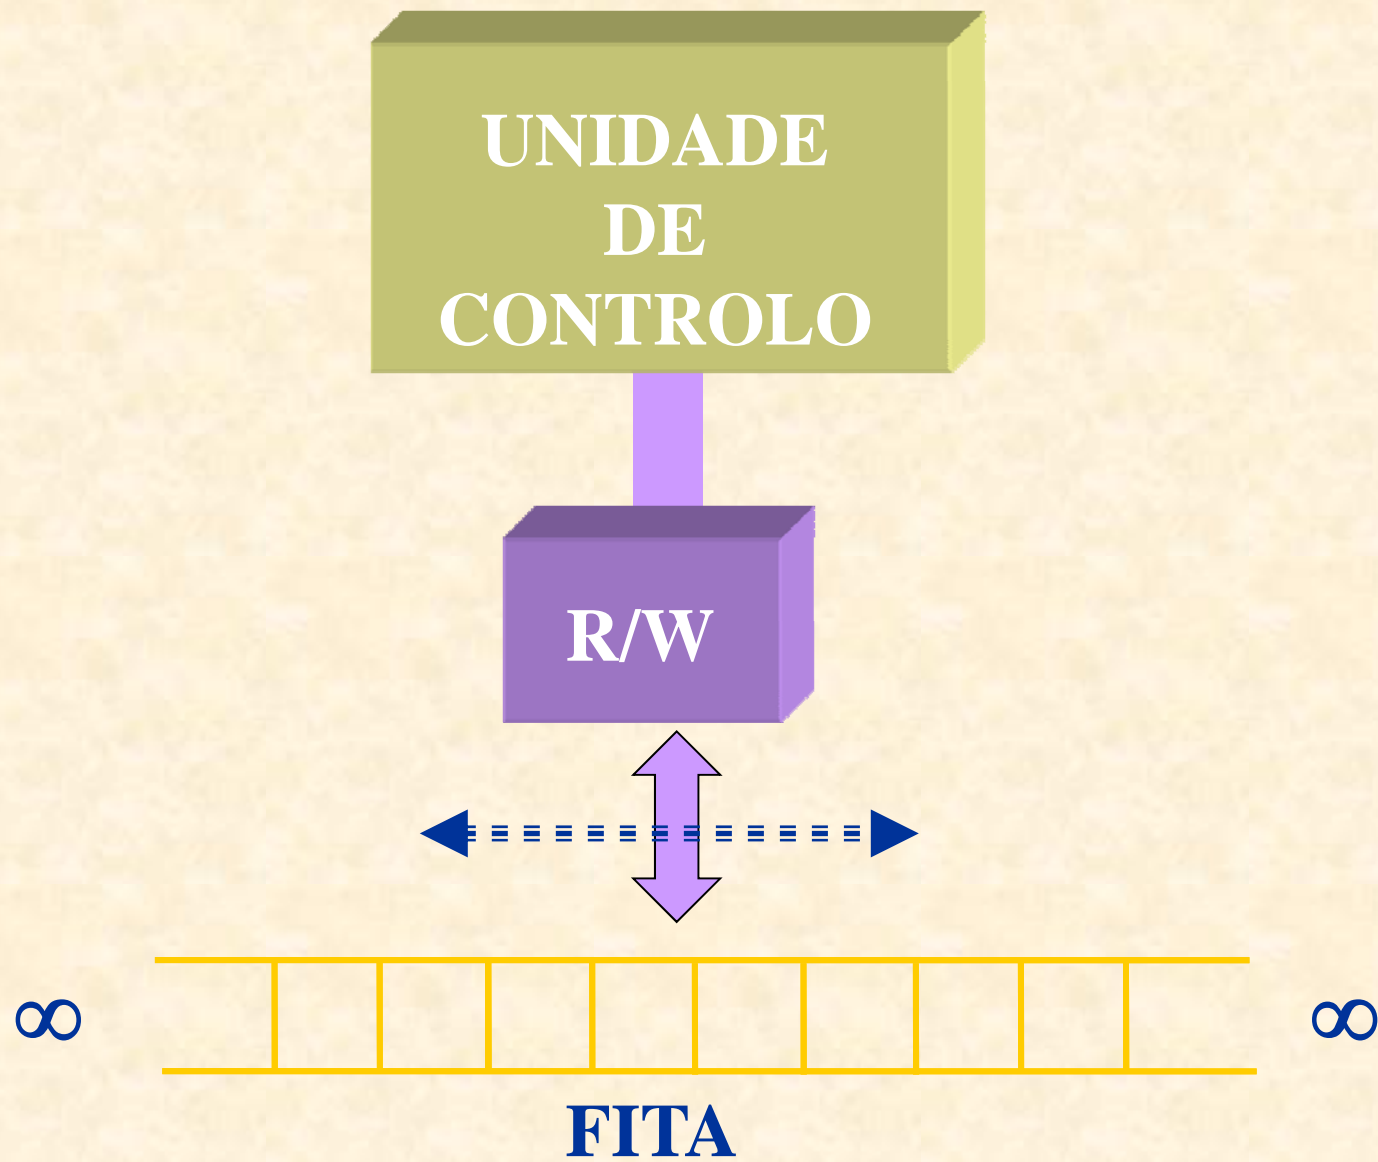 UNIDADE
DE
CONTROLO
R/W
∞ ∞
FITA